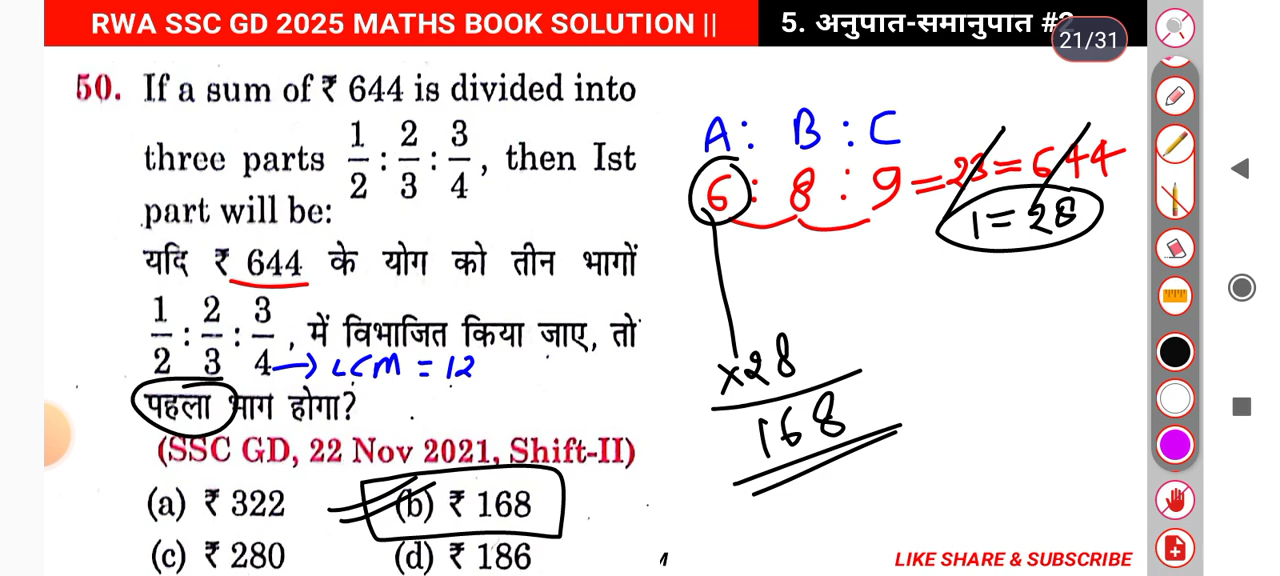 RWA SSC GD 2025 MATHS BOOK SOLUTION || 5. अनुपात-समानुपात #2
21/31
50. If a sum of ₹ 644 is divided into
three parts 1/2 : 2/3 : 3/4, then Ist
part will be:
यदि ₹ 644 के योग को तीन भागों
1/2 : 2/3 : 3/4, में विभाजित किया जाए, तो
→ LCM = 12
पहला भाग होगा?
(SSC GD, 22 Nov 2021, Shift-II)
(a) ₹ 322 (b) ₹ 168
(c) ₹ 280 (d) ₹ 186
A : B : C
6 : 8 : 9 = 23 = 644
1 = 28
×28
168
LIKE SHARE & SUBSCRIBE